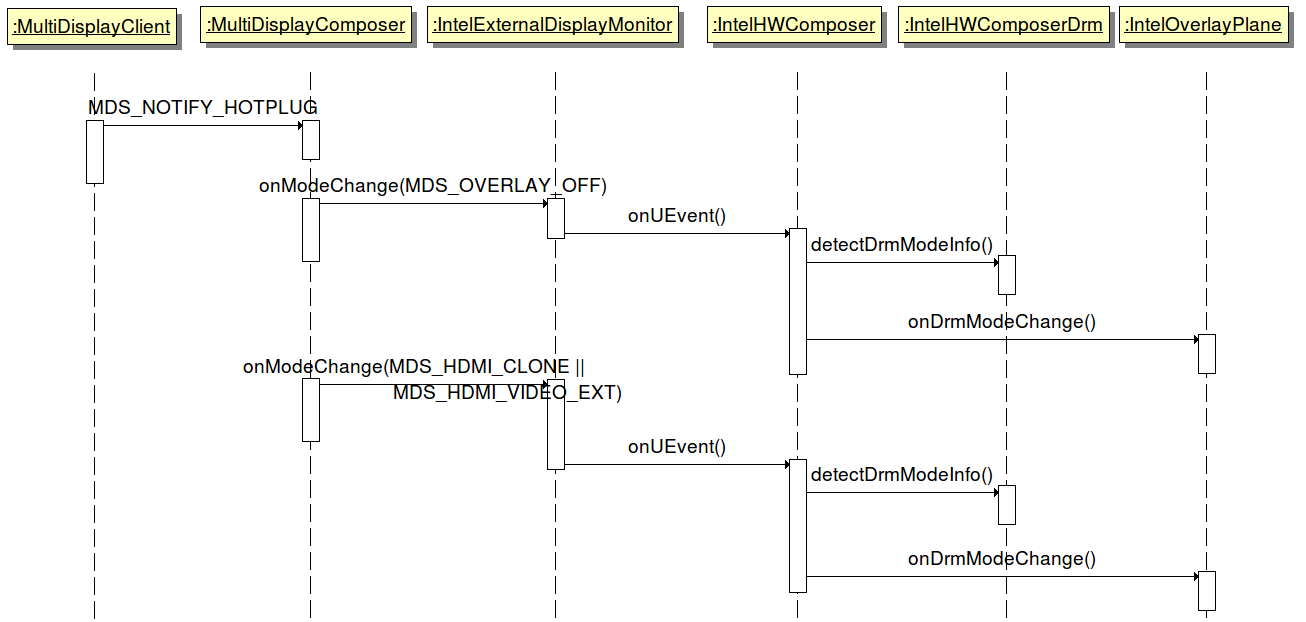 :MultiDisplayClient
:MultiDisplayComposer
:IntelExternalDisplayMonitor
:IntelHWComposer
:IntelHWComposerDrm
:IntelOverlayPlane
MDS_NOTIFY_HOTPLUG
onModeChange(MDS_OVERLAY_OFF)
onUEvent()
detectDrmModeInfo()
onDrmModeChange()
onModeChange(MDS_HDMI_CLONE ||
MDS_HDMI_VIDEO_EXT)
onUEvent()
detectDrmModeInfo()
onDrmModeChange()